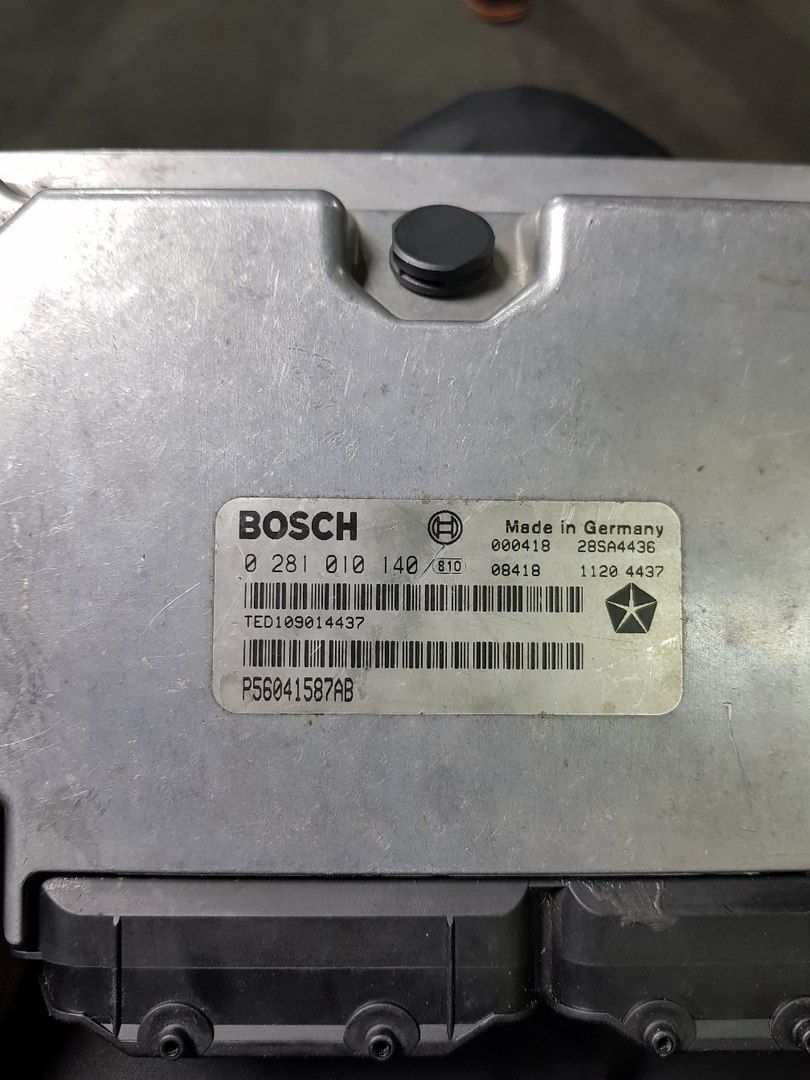 BOSCH
Made in Germany
000418 28SA4436
0 281 010 140 810
08418 1120 4437
TED109014437
P56041587AB